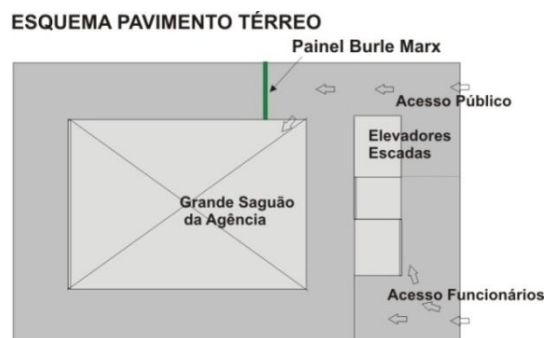 ESQUEMA PAVIMENTO TÉRREO
Painel Burle Marx
Acesso Público
Elevadores
Escadas
Grande Saguão
da Agência
Acesso Funcionários